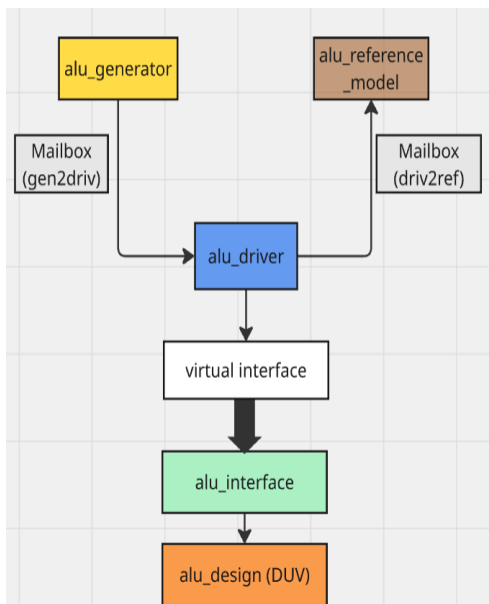 alu_generator
alu_reference
_model
Mailbox
(gen2driv)
Mailbox
(driv2ref)
alu_driver
virtual interface
alu_interface
alu_design (DUV)